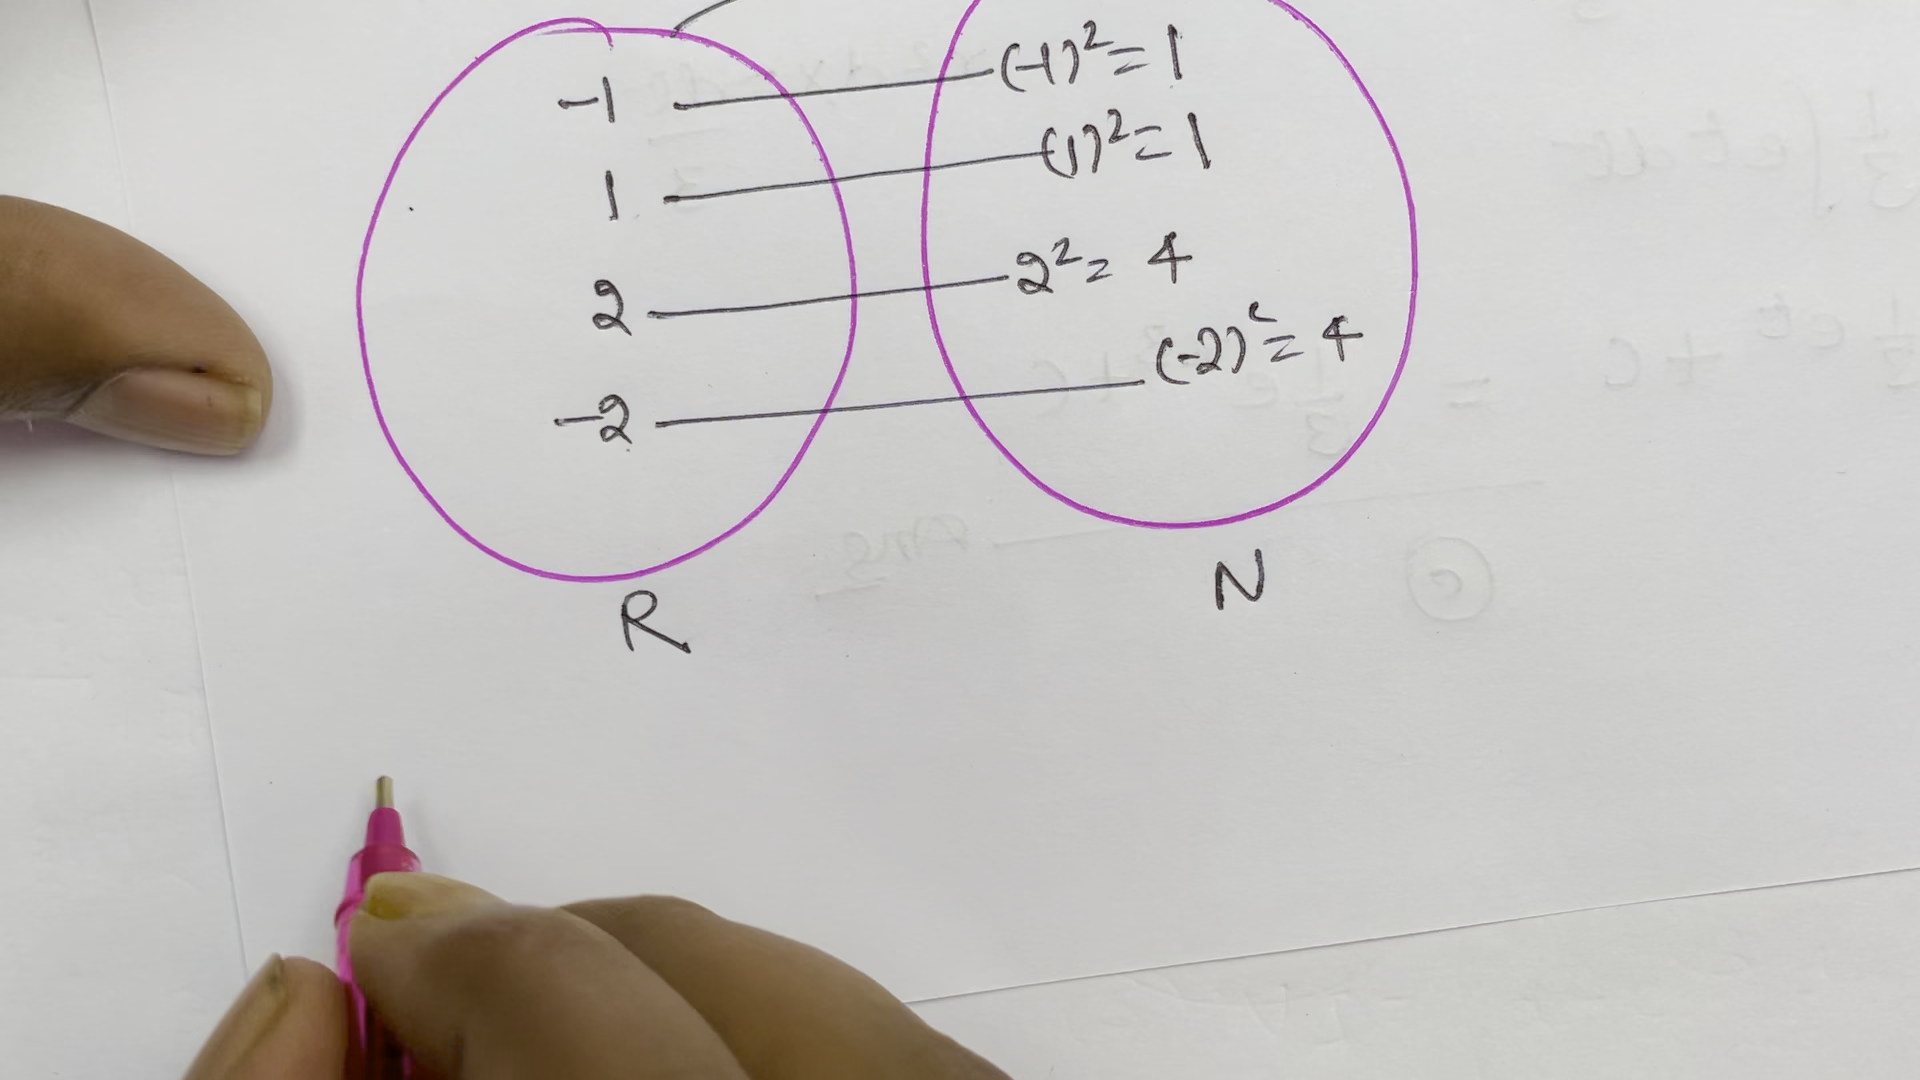 -1 (-1)² = 1
1 (1)² = 1
2 2² = 4
-2 (-2)² = 4
R N